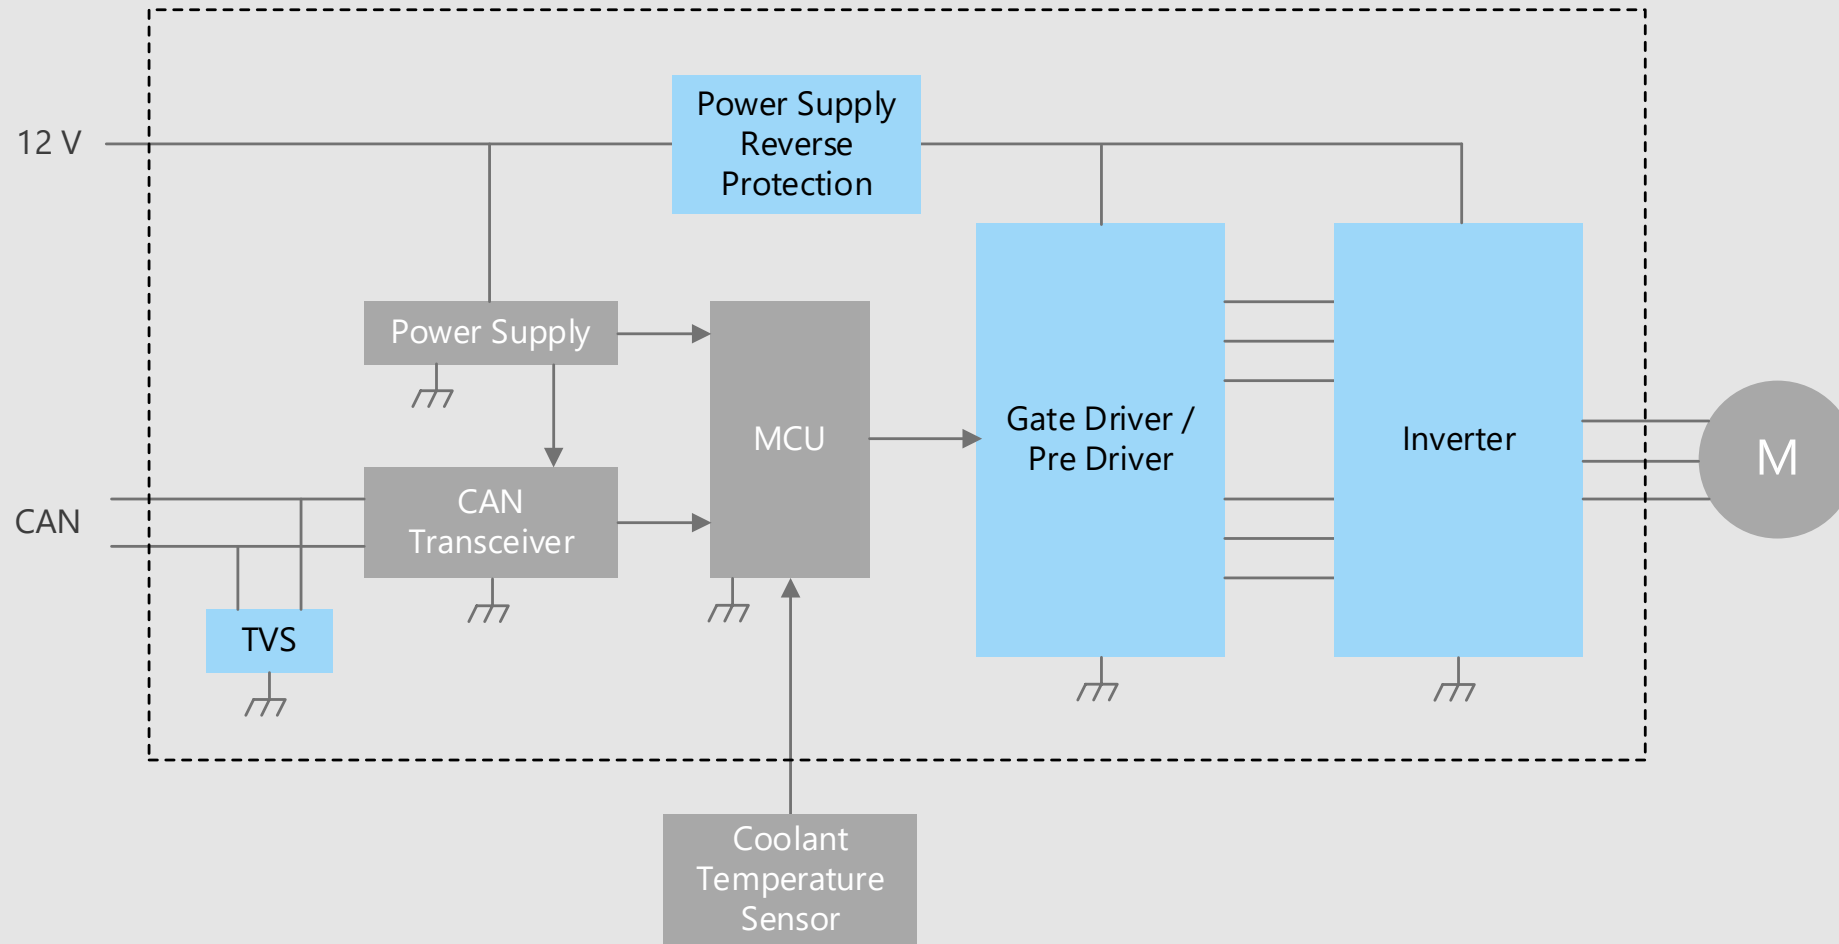 Power Supply
Reverse
Protection
12 V
Power Supply
MCU
Gate Driver /
Pre Driver
Inverter
M
CAN
CAN
Transceiver
TVS
Coolant
Temperature
Sensor